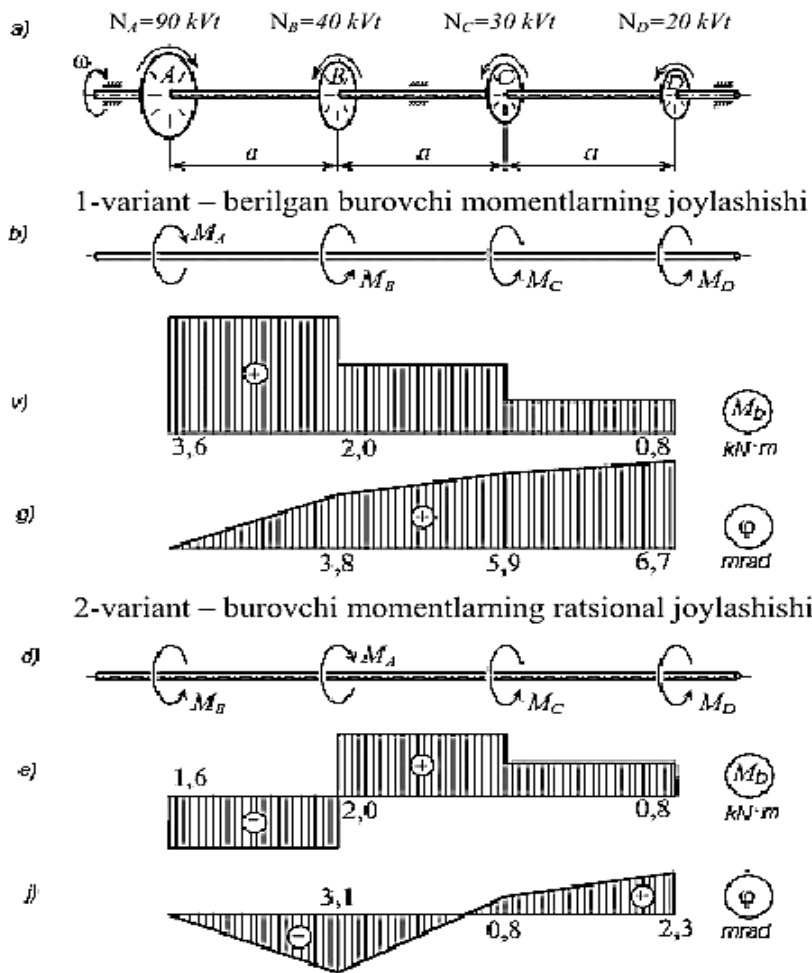 a) N_A=90 kVt N_B=40 kVt N_C=30 kVt N_D=20 kVt
ω A B C D
a a a
1-variant – berilgan burovchi momentlarning joylashishi
b) M_A M_B M_C M_D
v) + 3,6 2,0 0,8 M_b kN·m
g) + 3,8 5,9 6,7 φ mrad
2-variant – burovchi momentlarning ratsional joylashishi
d) M_B M_A M_C M_D
e) 1,6 − + 2,0 0,8 M_b kN·m
j) 3,1 − + 0,8 2,3 φ mrad